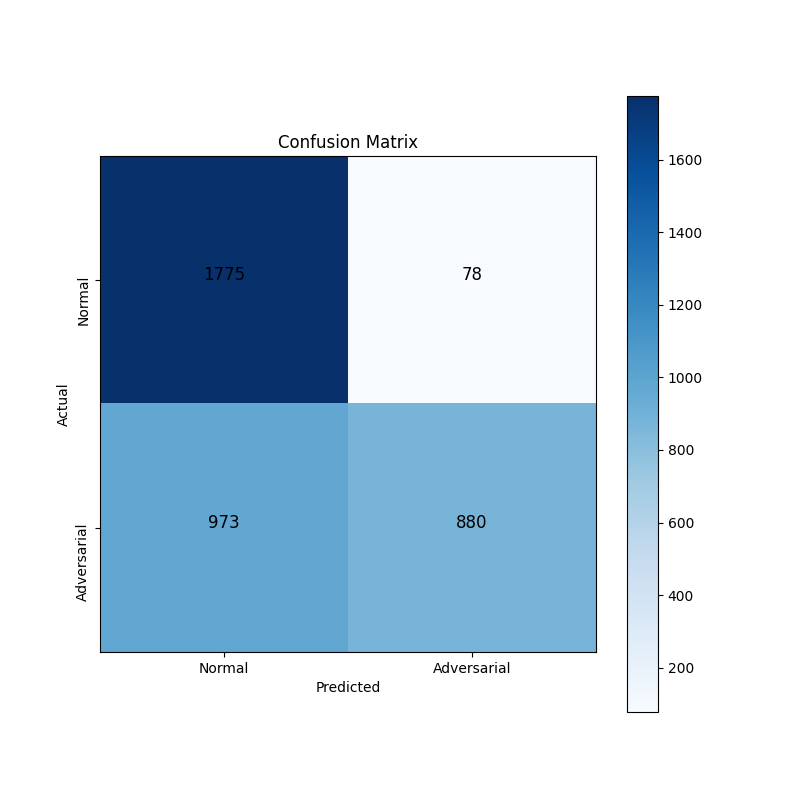 Confusion Matrix
1775
78
973
880
Normal
Adversarial
Actual
Normal
Adversarial
Predicted
1600
1400
1200
1000
800
600
400
200